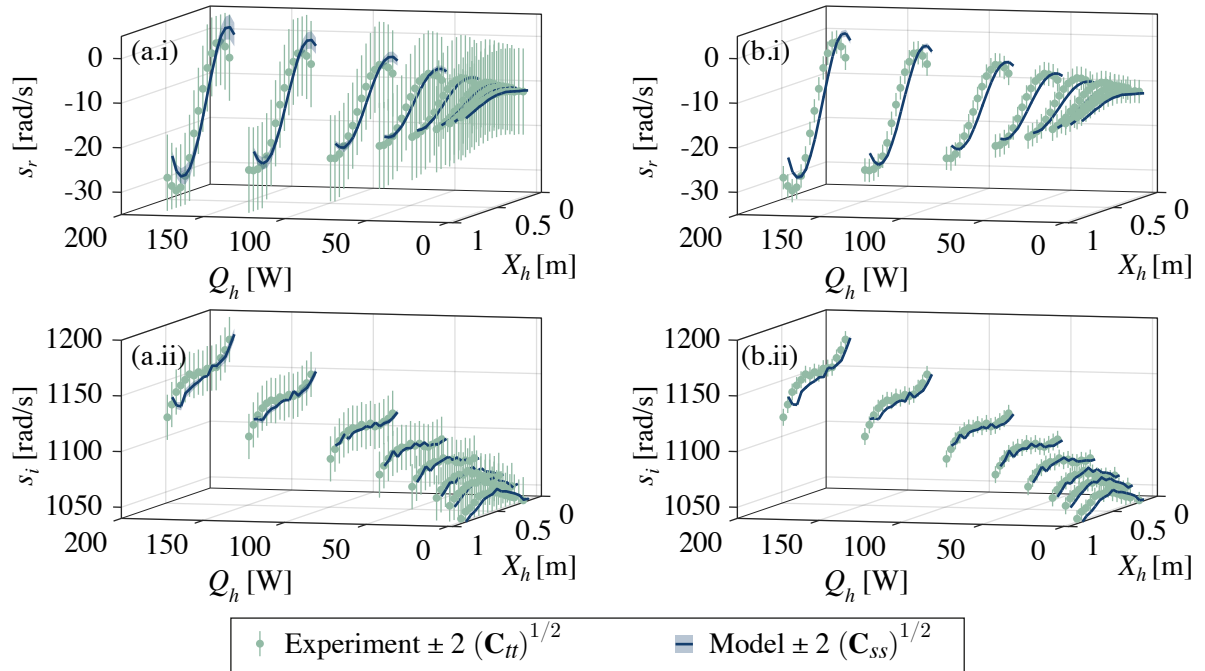 (a.i)
0
-10
-20
-30
s_r [rad/s]
200
150
100
50
0
Q_h [W]
1
0.5
0
X_h [m]
(b.i)
0
-10
-20
-30
s_r [rad/s]
200
150
100
50
0
Q_h [W]
1
0.5
0
X_h [m]
(a.ii)
1200
1150
1100
1050
s_i [rad/s]
200
150
100
50
0
Q_h [W]
1
0.5
0
X_h [m]
(b.ii)
1200
1150
1100
1050
s_i [rad/s]
200
150
100
50
0
Q_h [W]
1
0.5
0
X_h [m]
Experiment ± 2 (C_tt)^1/2
Model ± 2 (C_ss)^1/2